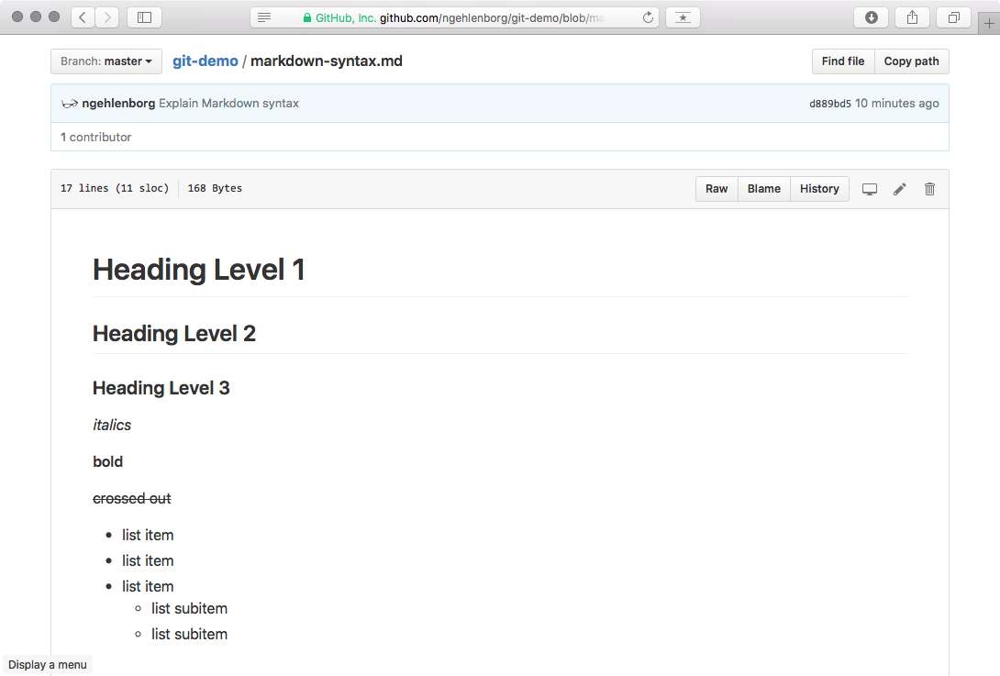 GitHub, Inc. github.com/ngehlenborg/git-demo/blob/ma
Branch: master git-demo / markdown-syntax.md Find file Copy path
ngehlenborg Explain Markdown syntax d889bd5 10 minutes ago
1 contributor
17 lines (11 sloc) 168 Bytes Raw Blame History
Heading Level 1
Heading Level 2
Heading Level 3
italics
bold
crossed out
list item
list item
list item
list subitem
list subitem
Display a menu